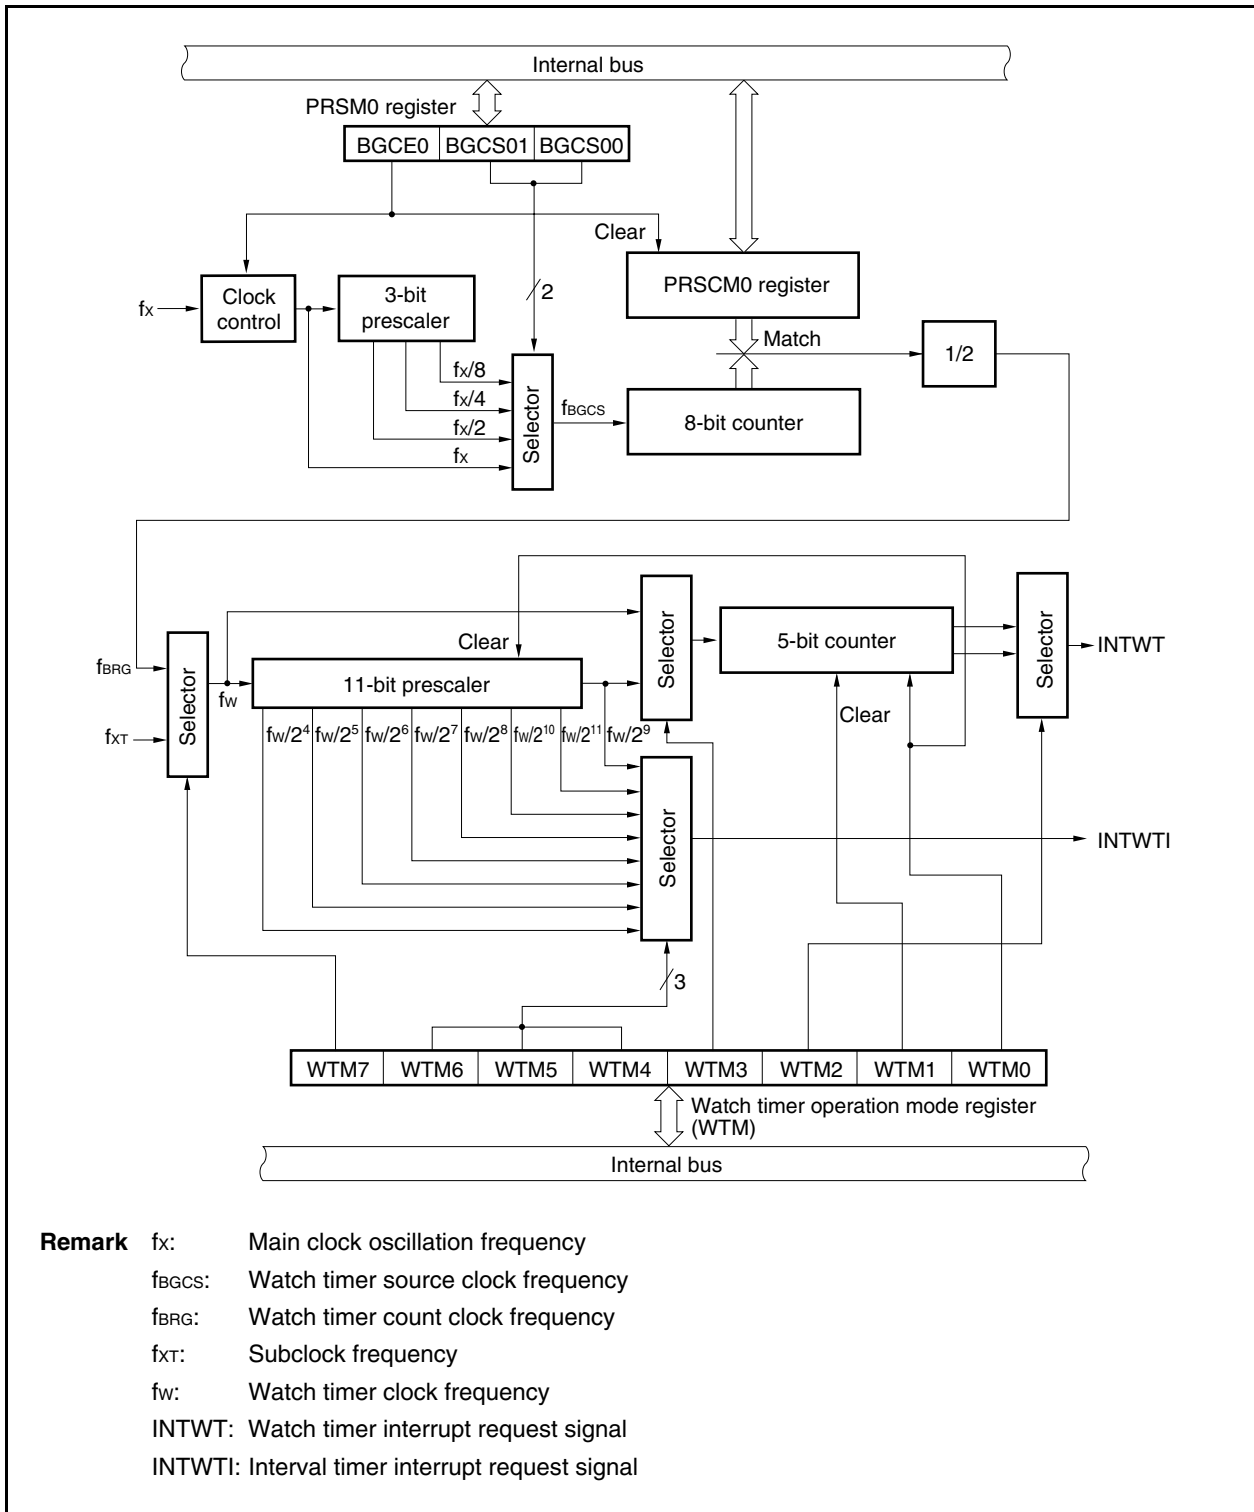 Internal bus
PRSM0 register
BGCE0 BGCS01 BGCS00
Clear
PRSCM0 register
fX
Clock
control
3-bit
prescaler
2
Match
1/2
fX/8
fX/4
fX/2
fX
Selector
fBGCS
8-bit counter
Selector
5-bit counter
Selector
INTWT
Clear
fBRG
fXT
Selector
fW
11-bit prescaler
Clear
fW/2⁴ fW/2⁵ fW/2⁶ fW/2⁷ fW/2⁸ fW/2¹⁰ fW/2¹¹ fW/2⁹
Selector
INTWTI
3
WTM7 WTM6 WTM5 WTM4 WTM3 WTM2 WTM1 WTM0
Watch timer operation mode register
(WTM)
Internal bus
Remark fX: Main clock oscillation frequency
fBGCS: Watch timer source clock frequency
fBRG: Watch timer count clock frequency
fXT: Subclock frequency
fW: Watch timer clock frequency
INTWT: Watch timer interrupt request signal
INTWTI: Interval timer interrupt request signal